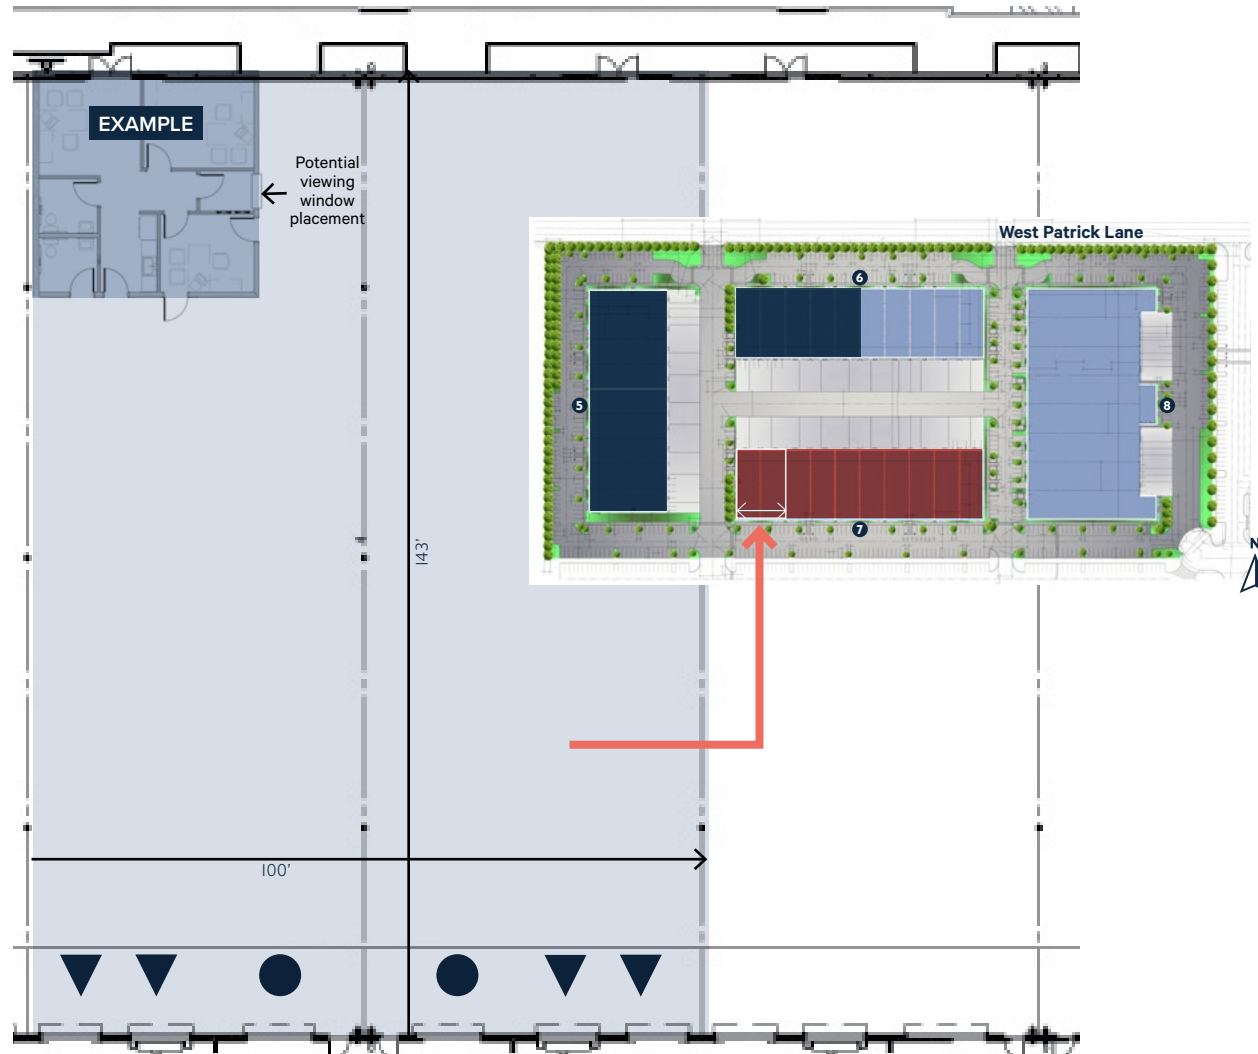 EXAMPLE
Potential
viewing
window
placement
West Patrick Lane
6
5
8
7
N
143'
100'